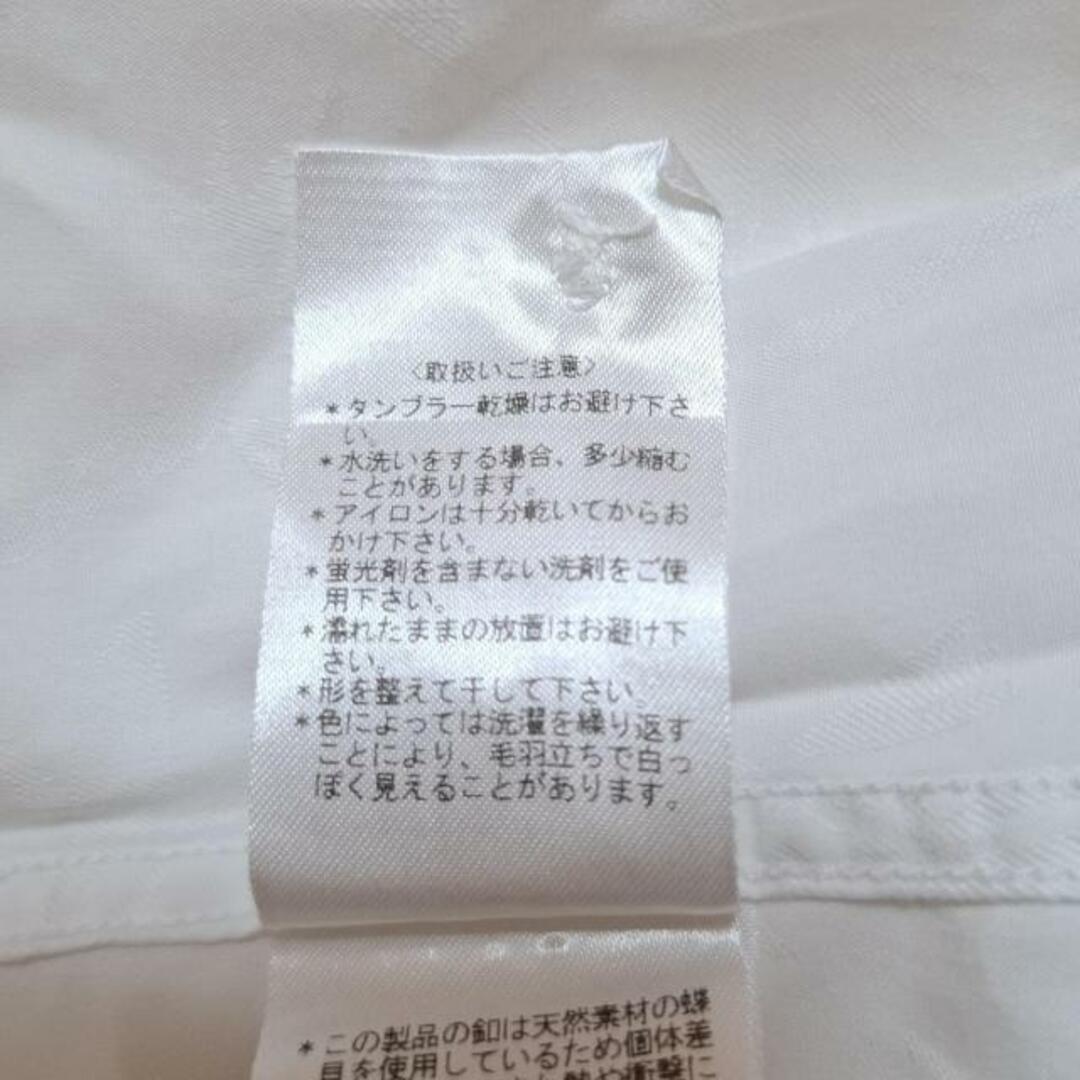 〈取扱いご注意〉
*タンブラー乾燥はお避け下さ
い。
*水洗いをする場合、多少縮む
ことがあります。
*アイロンは十分乾いてからお
かけ下さい。
*蛍光剤を含まない洗剤をご使
用下さい。
*濡れたままの放置はお避け下
さい。
*形を整えて干して下さい。
*色によっては洗濯を繰り返す
ことにより、毛羽立ちで白っ
ぽく見えることがあります。
*この製品の釦は天然素材の蝶
貝を使用しているため個体差
熱や衝撃に